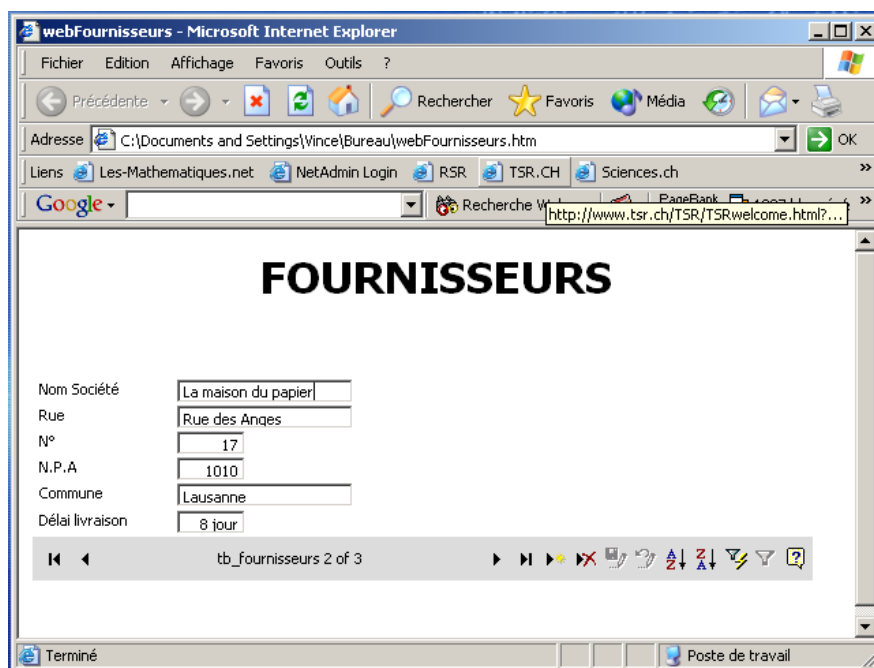 webFournisseurs - Microsoft Internet Explorer
Fichier Edition Affichage Favoris Outils ?
Précédente Rechercher Favoris Média
Adresse C:\Documents and Settings\Vince\Bureau\webFournisseurs.htm OK
Liens Les-Mathematiques.net NetAdmin Login RSR TSR.CH Sciences.ch »
Google Recherche PageRank »
http://www.tsr.ch/TSR/TSRwelcome.html?...
FOURNISSEURS
Nom Société La maison du papier
Rue Rue des Anges
N° 17
N.P.A 1010
Commune Lausanne
Délai livraison 8 jour
tb_fournisseurs 2 of 3
Terminé Poste de travail